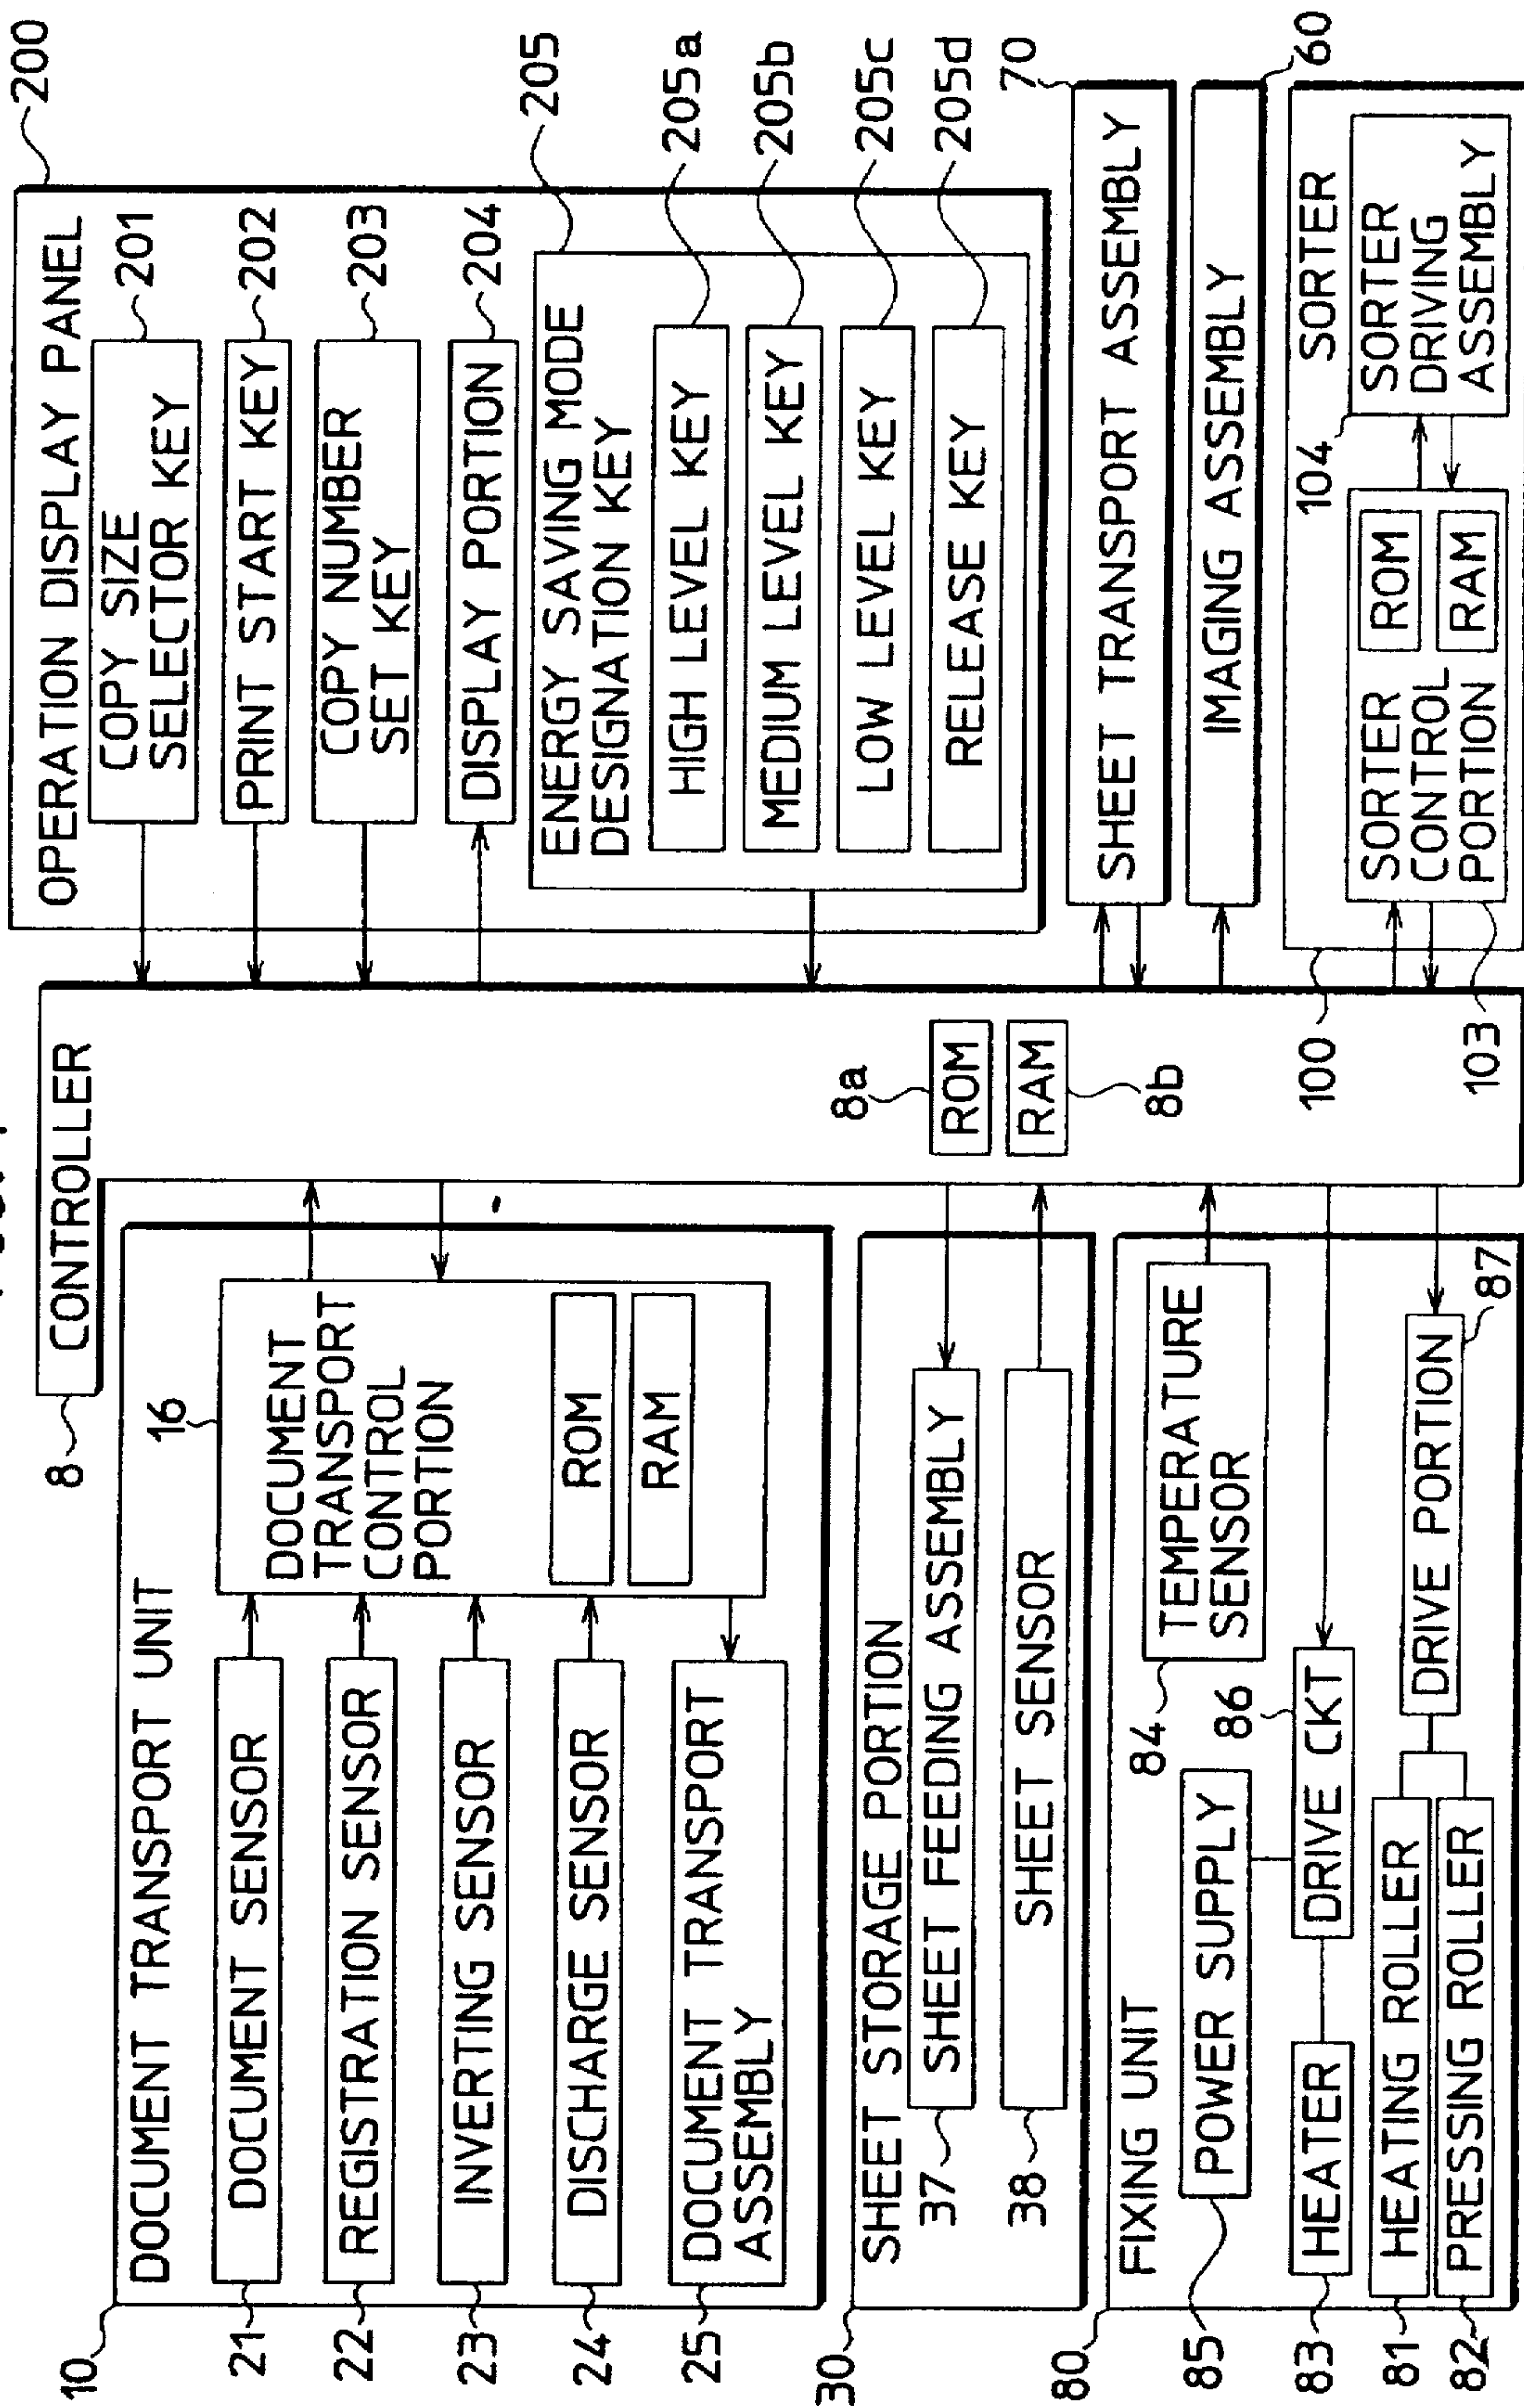 8
CONTROLLER
8a
ROM
RAM
8b
10
DOCUMENT TRANSPORT UNIT
16
DOCUMENT
TRANSPORT
CONTROL
PORTION
ROM
RAM
21
DOCUMENT SENSOR
22
REGISTRATION SENSOR
23
INVERTING SENSOR
24
DISCHARGE SENSOR
25
DOCUMENT TRANSPORT
ASSEMBLY
30
SHEET STORAGE PORTION
37
SHEET FEEDING ASSEMBLY
38
SHEET SENSOR
80
FIXING UNIT
84
TEMPERATURE
SENSOR
85
POWER SUPPLY
86
83
HEATER
DRIVE CKT
81
HEATING ROLLER
82
PRESSING ROLLER
DRIVE PORTION
87
200
OPERATION DISPLAY PANEL
COPY SIZE
SELECTOR KEY
201
PRINT START KEY
202
COPY NUMBER
SET KEY
203
DISPLAY PORTION
204
205
ENERGY SAVING MODE
DESIGNATION KEY
HIGH LEVEL KEY
205a
MEDIUM LEVEL KEY
205b
LOW LEVEL KEY
205c
RELEASE KEY
205d
SHEET TRANSPORT ASSEMBLY
70
IMAGING ASSEMBLY
60
100
SORTER
103
SORTER
CONTROL
PORTION
ROM
RAM
104
SORTER
DRIVING
ASSEMBLY